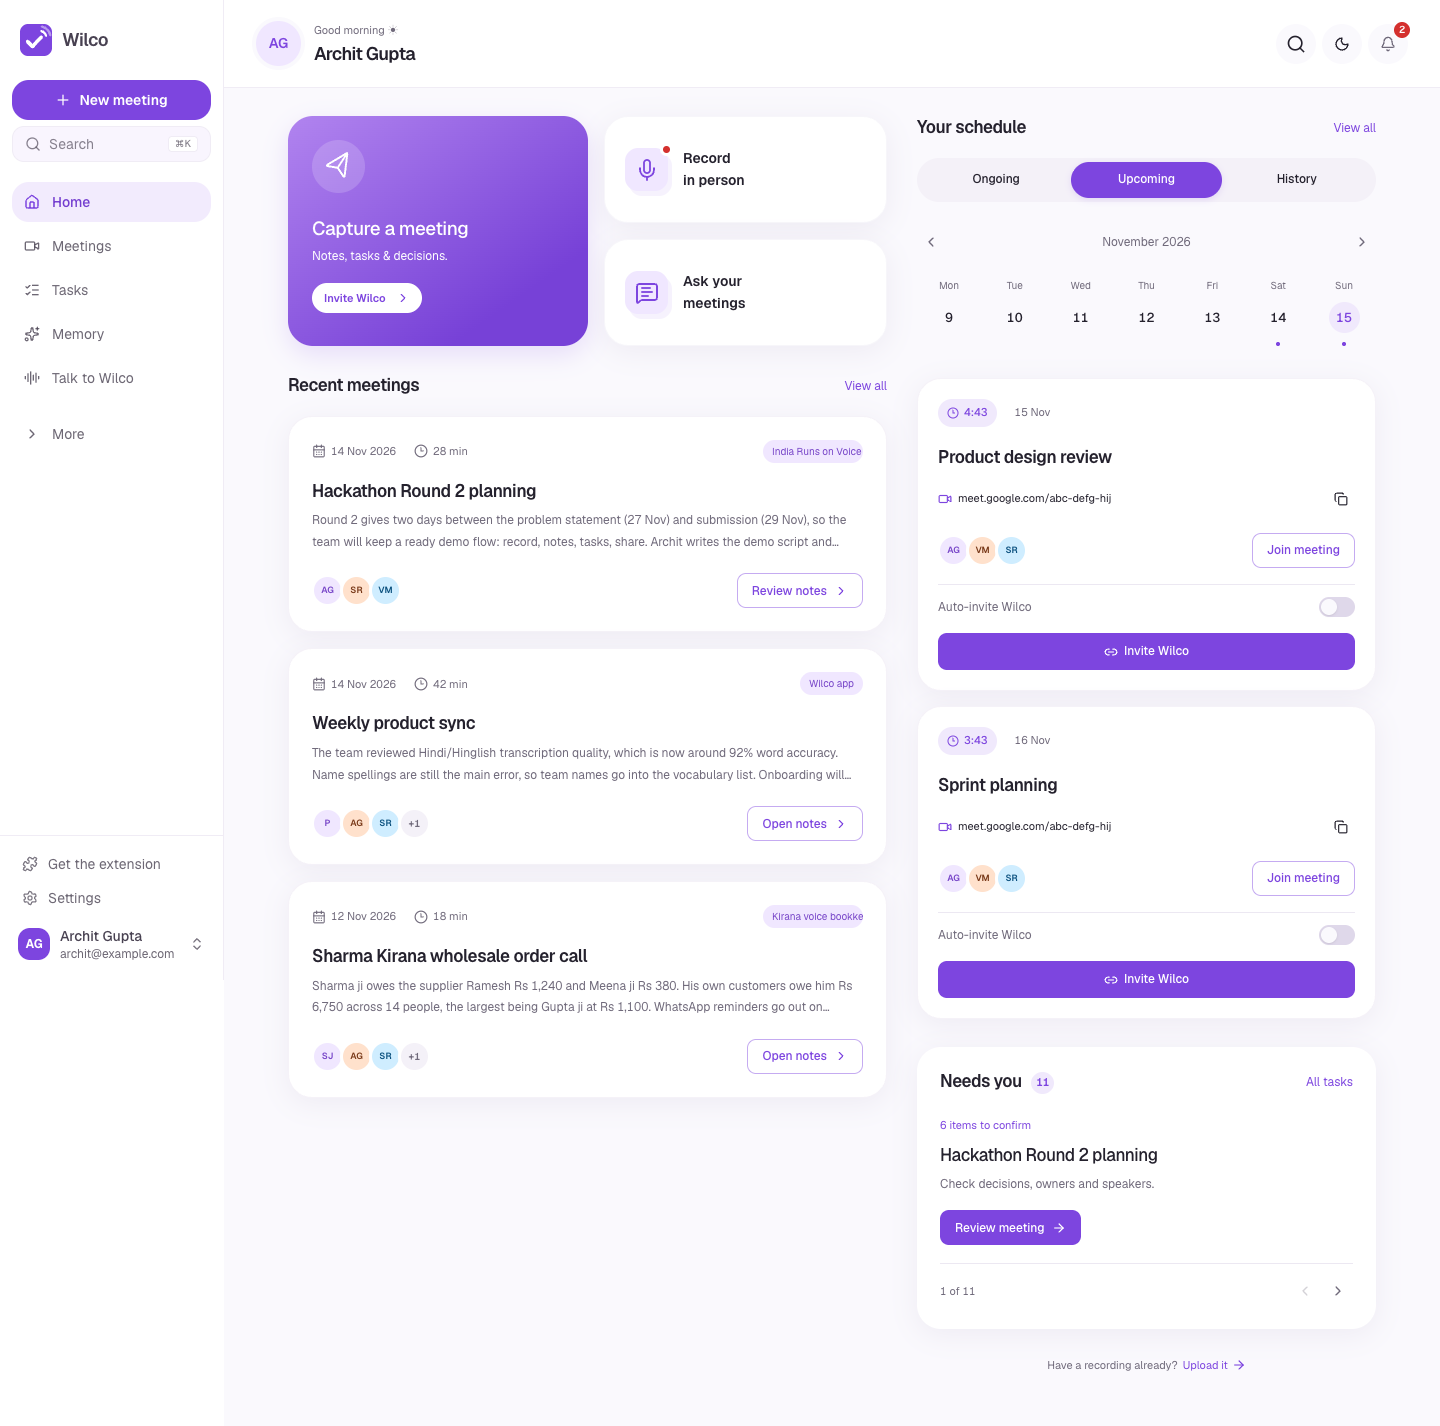 Wilco
New meeting
Search
⌘K
Home
Meetings
Tasks
Memory
Talk to Wilco
More
Get the extension
Settings
AG
Archit Gupta
archit@example.com
AG
Good morning
Archit Gupta
2
Capture a meeting
Notes, tasks & decisions.
Invite Wilco
Record
in person
Ask your
meetings
Recent meetings
View all
14 Nov 2026
28 min
India Runs on Voice
Hackathon Round 2 planning
Round 2 gives two days between the problem statement (27 Nov) and submission (29 Nov), so the
team will keep a ready demo flow: record, notes, tasks, share. Archit writes the demo script and...
AG
SR
VM
Review notes
14 Nov 2026
42 min
Wilco app
Weekly product sync
The team reviewed Hindi/Hinglish transcription quality, which is now around 92% word accuracy.
Name spellings are still the main error, so team names go into the vocabulary list. Onboarding will...
P
AG
SR
+1
Open notes
12 Nov 2026
18 min
Kirana voice bookke
Sharma Kirana wholesale order call
Sharma ji owes the supplier Ramesh Rs 1,240 and Meena ji Rs 380. His own customers owe him Rs
6,750 across 14 people, the largest being Gupta ji at Rs 1,100. WhatsApp reminders go out on...
SJ
AG
SR
+1
Open notes
Your schedule
View all
Ongoing
Upcoming
History
November 2026
Mon Tue Wed Thu Fri Sat Sun
9 10 11 12 13 14 15
4:43
15 Nov
Product design review
meet.google.com/abc-defg-hij
AG
VM
SR
Join meeting
Auto-invite Wilco
Invite Wilco
3:43
16 Nov
Sprint planning
meet.google.com/abc-defg-hij
AG
VM
SR
Join meeting
Auto-invite Wilco
Invite Wilco
Needs you
11
All tasks
6 items to confirm
Hackathon Round 2 planning
Check decisions, owners and speakers.
Review meeting
1 of 11
Have a recording already? Upload it